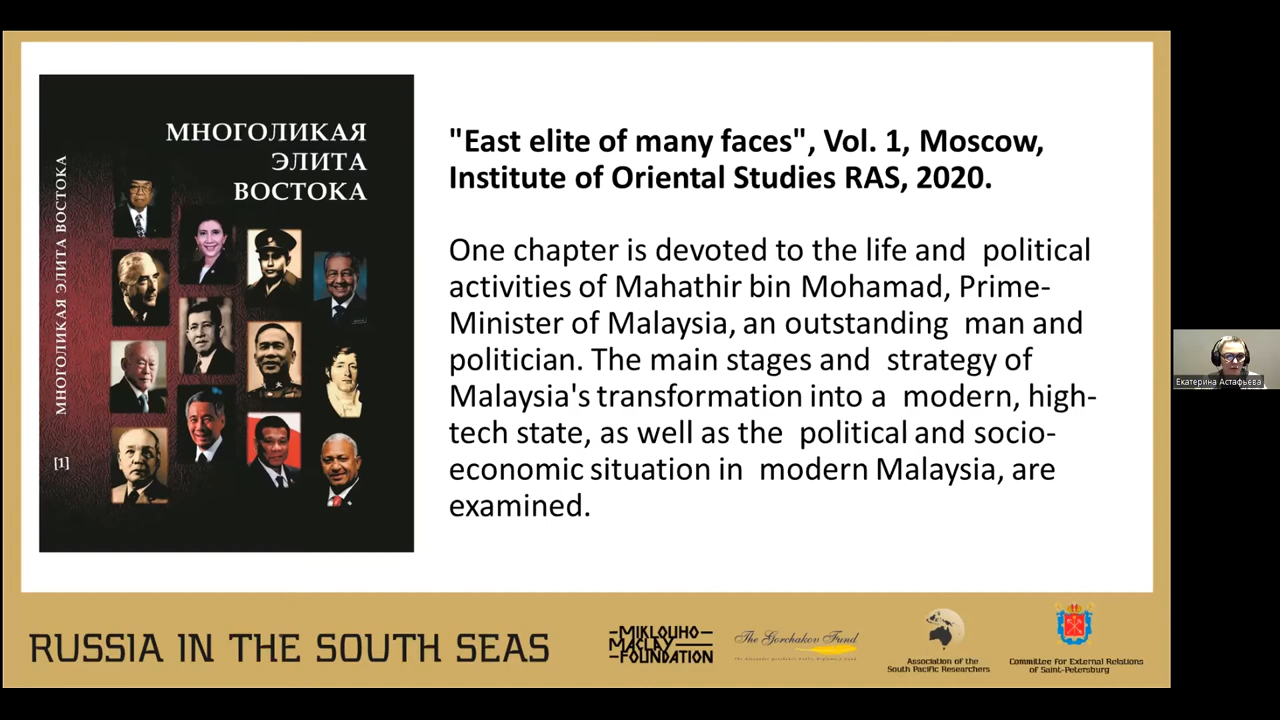 МНОГОЛИКАЯ
ЭЛИТА
ВОСТОКА
МНОГОЛИКАЯ ЭЛИТА ВОСТОКА
[1]
"East elite of many faces", Vol. 1, Moscow,
Institute of Oriental Studies RAS, 2020.
One chapter is devoted to the life and political
activities of Mahathir bin Mohamad, Prime-
Minister of Malaysia, an outstanding man and
politician. The main stages and strategy of
Malaysia's transformation into a modern, high-
tech state, as well as the political and socio-
economic situation in modern Malaysia, are
examined.
Екатерина Астафьева
RUSSIA IN THE SOUTH SEAS
MIKLOUHO
MACLAY
FOUNDATION
The Gorchakov Fund
Association of the
South Pacific Researchers
Committee for External Relations
of Saint-Petersburg